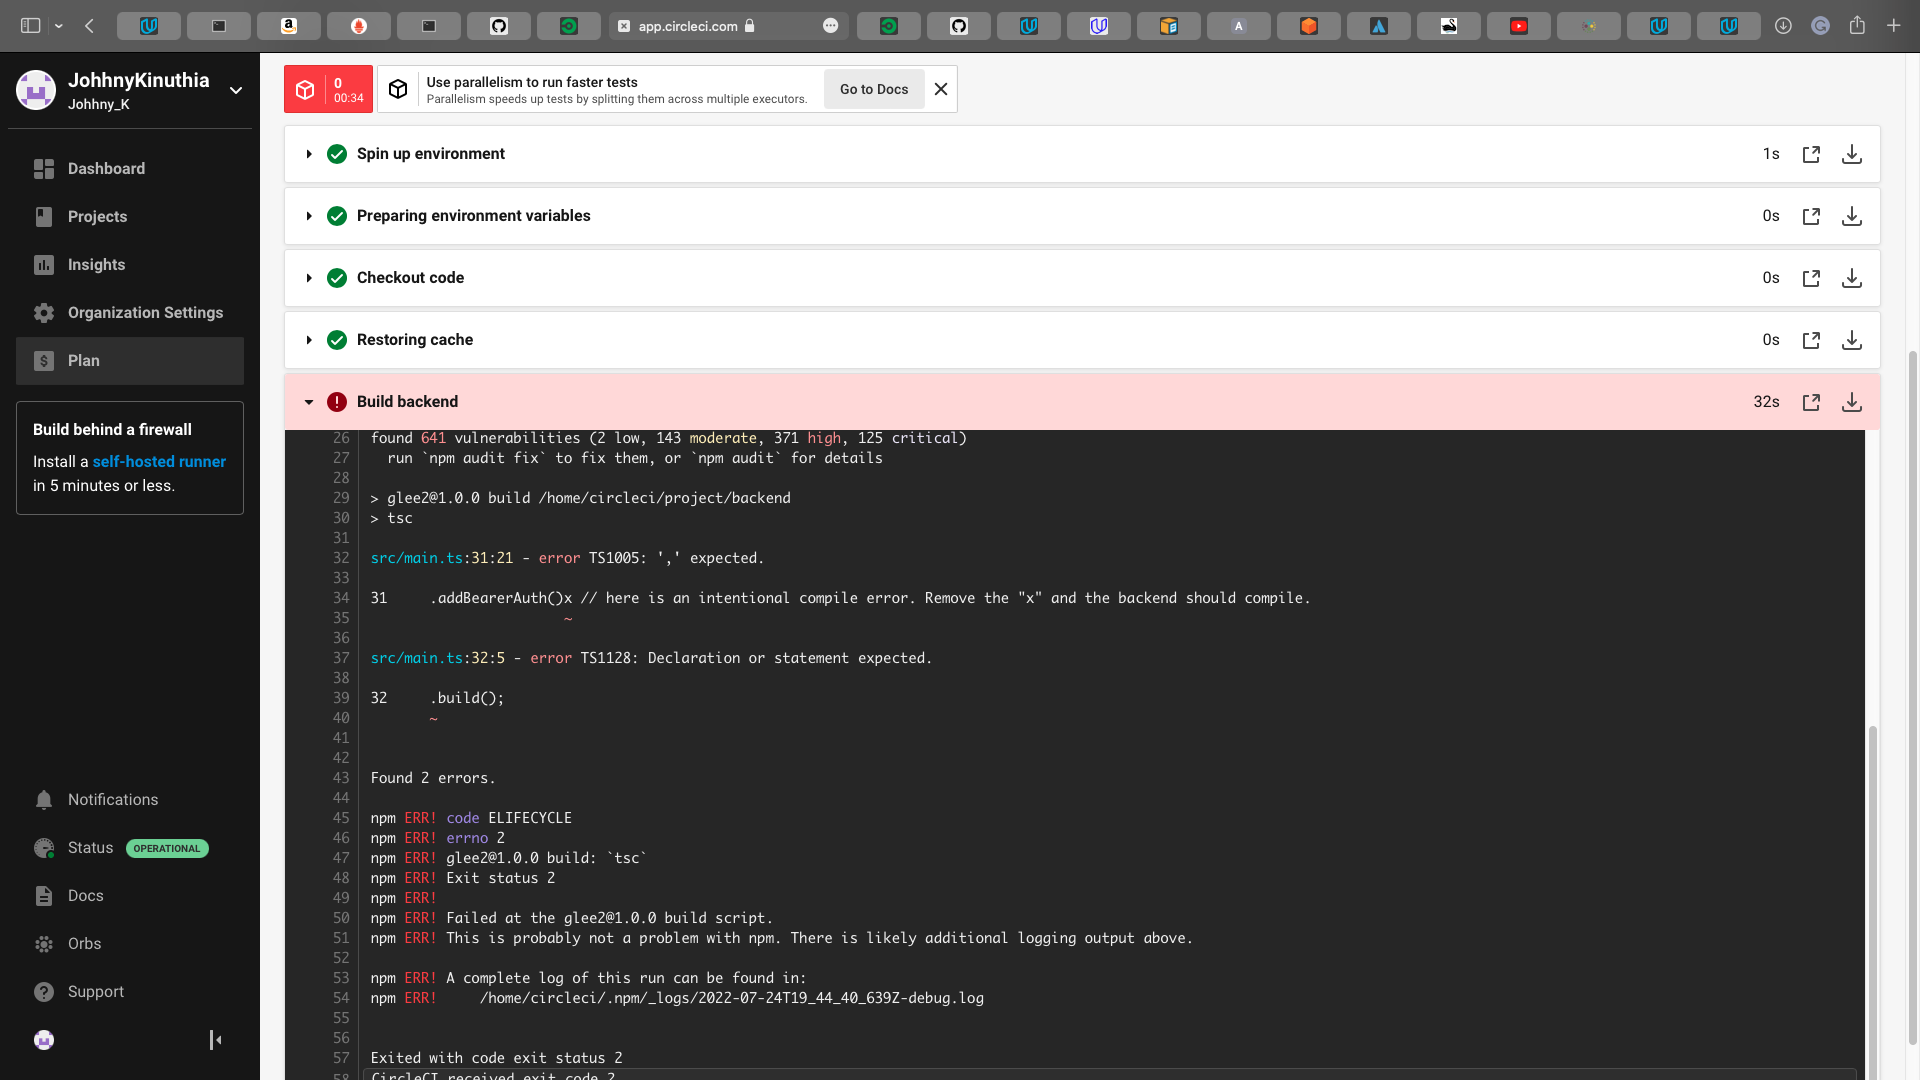 app.circleci.com
JohhnyKinuthia
Johhny_K
Dashboard
Projects
Insights
Organization Settings
Plan
Build behind a firewall
Install a self-hosted runner
in 5 minutes or less.
Notifications
Status OPERATIONAL
Docs
Orbs
Support
0
00:34
Use parallelism to run faster tests
Parallelism speeds up tests by splitting them across multiple executors.
Go to Docs
Spin up environment 1s
Preparing environment variables 0s
Checkout code 0s
Restoring cache 0s
Build backend 32s
26 found 641 vulnerabilities (2 low, 143 moderate, 371 high, 125 critical)
27 run `npm audit fix` to fix them, or `npm audit` for details
28
29 > glee2@1.0.0 build /home/circleci/project/backend
30 > tsc
31
32 src/main.ts:31:21 - error TS1005: ',' expected.
33
34 31 .addBearerAuth()x // here is an intentional compile error. Remove the "x" and the backend should compile.
35 ~
36
37 src/main.ts:32:5 - error TS1128: Declaration or statement expected.
38
39 32 .build();
40 ~
41
42
43 Found 2 errors.
44
45 npm ERR! code ELIFECYCLE
46 npm ERR! errno 2
47 npm ERR! glee2@1.0.0 build: `tsc`
48 npm ERR! Exit status 2
49 npm ERR!
50 npm ERR! Failed at the glee2@1.0.0 build script.
51 npm ERR! This is probably not a problem with npm. There is likely additional logging output above.
52
53 npm ERR! A complete log of this run can be found in:
54 npm ERR! /home/circleci/.npm/_logs/2022-07-24T19_44_40_639Z-debug.log
55
56
57 Exited with code exit status 2
58 CircleCI received exit code 2